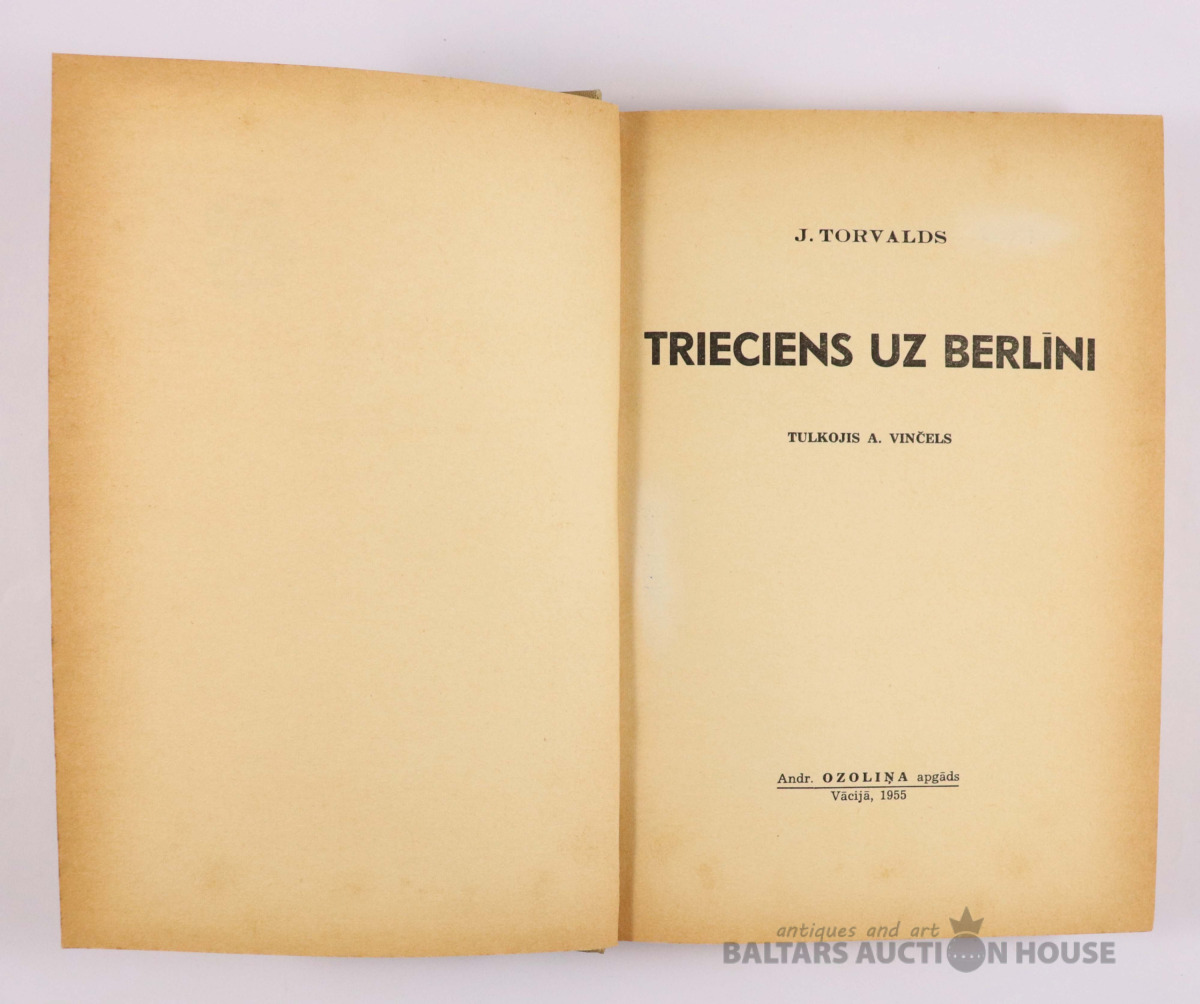 J. TORVALDS
TRIECIENS UZ BERLĪNI
TULKOJIS A. VINČELS
Andr. OZOLIŅA apgāds
Vācijā, 1955
antiques and art
BALTARS AUCTION HOUSE